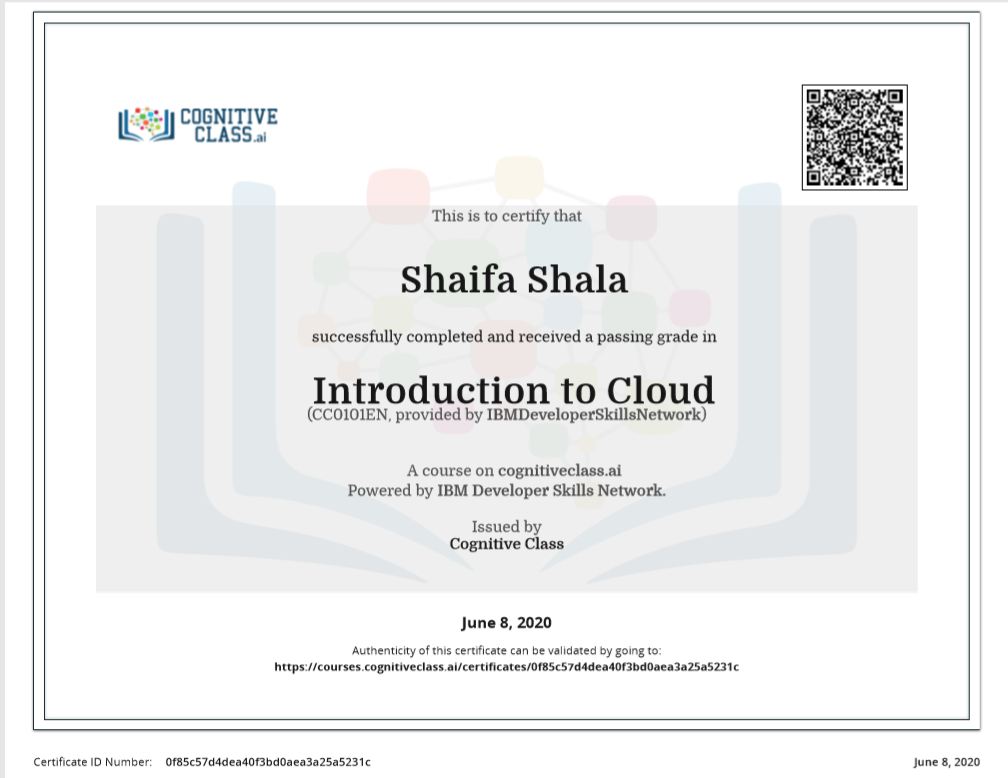 COGNITIVE
CLASS.ai
This is to certify that
Shaifa Shala
successfully completed and received a passing grade in
Introduction to Cloud
(CC0101EN, provided by IBMDeveloperSkillsNetwork)
A course on cognitiveclass.ai
Powered by IBM Developer Skills Network.
Issued by
Cognitive Class
June 8, 2020
Authenticity of this certificate can be validated by going to:
https://courses.cognitiveclass.ai/certificates/0f85c57d4dea40f3bd0aea3a25a5231c
Certificate ID Number: 0f85c57d4dea40f3bd0aea3a25a5231c
June 8, 2020